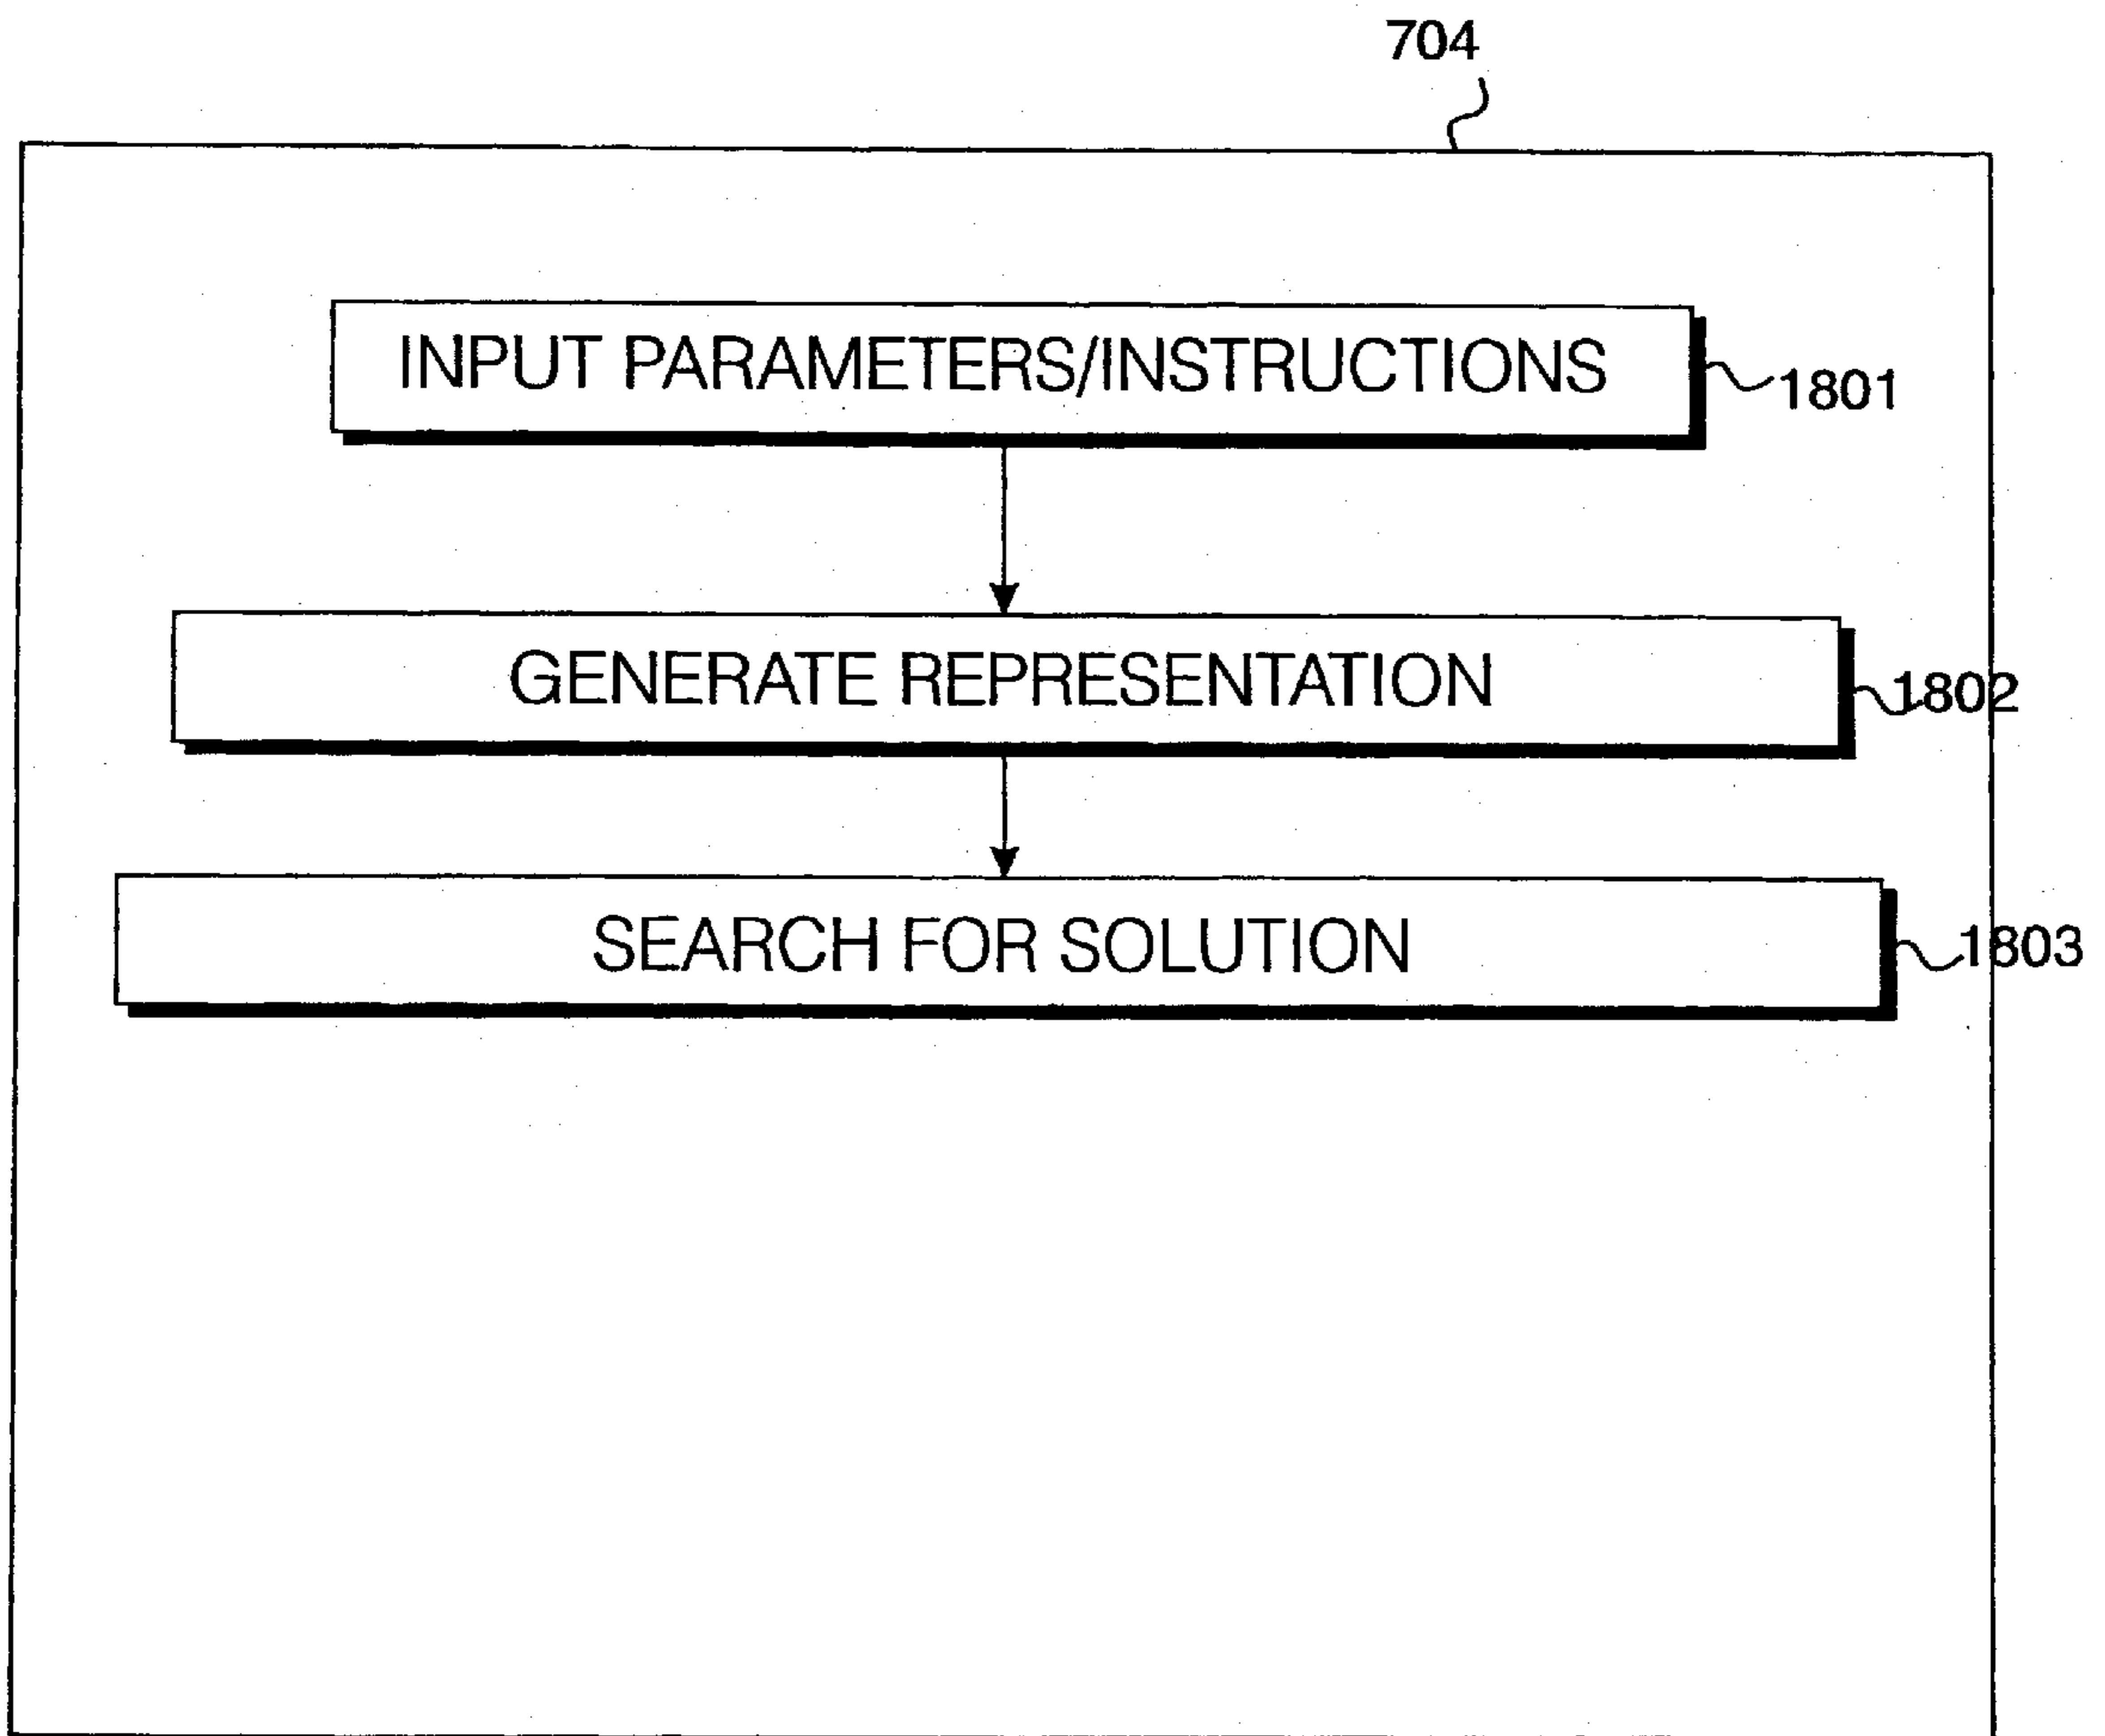 704
INPUT PARAMETERS/INSTRUCTIONS
1801
GENERATE REPRESENTATION
1802
SEARCH FOR SOLUTION
1803